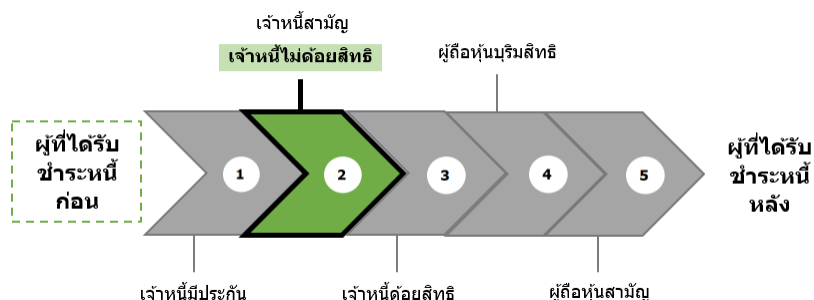 เจ้าหนี้สามัญ
เจ้าหนี้ไม่ด้อยสิทธิ
ผู้ถือหุ้นบุริมสิทธิ
ผู้ที่ได้รับ
ชำระหนี้
ก่อน
1
2
3
4
5
ผู้ที่ได้รับ
ชำระหนี้
หลัง
เจ้าหนี้มีประกัน
เจ้าหนี้ด้อยสิทธิ
ผู้ถือหุ้นสามัญ